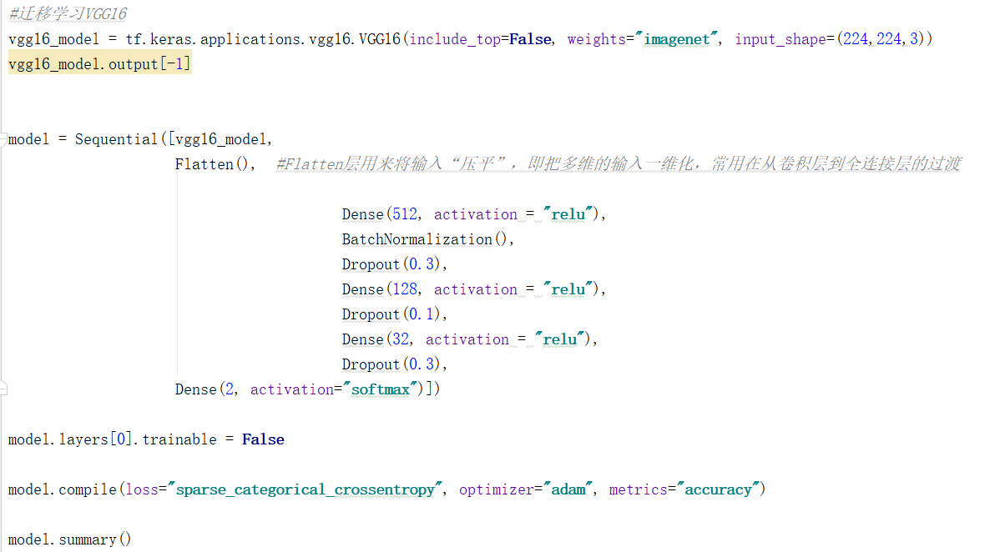 #迁移学习VGG16
vgg16_model = tf.keras.applications.vgg16.VGG16(include_top=False, weights="imagenet", input_shape=(224,224,3))
vgg16_model.output[-1]
model = Sequential([vgg16_model,
Flatten(), #Flatten层用来将输入“压平”，即把多维的输入一维化，常用在从卷积层到全连接层的过渡
Dense(512, activation = "relu"),
BatchNormalization(),
Dropout(0.3),
Dense(128, activation = "relu"),
Dropout(0.1),
Dense(32, activation = "relu"),
Dropout(0.3),
Dense(2, activation="softmax")])
model.layers[0].trainable = False
model.compile(loss="sparse_categorical_crossentropy", optimizer="adam", metrics="accuracy")
model.summary()